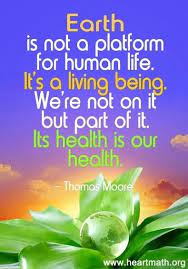 Earth
is not a platform
for human life.
It's a living being.
We're not on it
but part of it.
Its health is our
health.
– Thomas Moore
www.heartmath.org